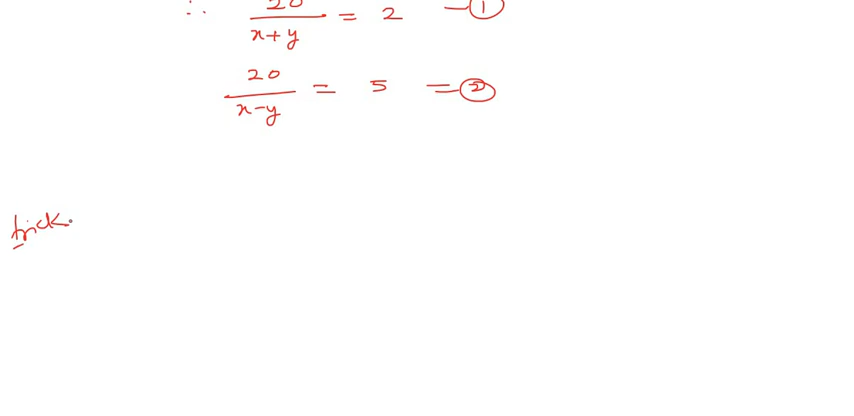 ∴ 20/(x+y) = 2 — ①
20/(x-y) = 5 = ②
trick.